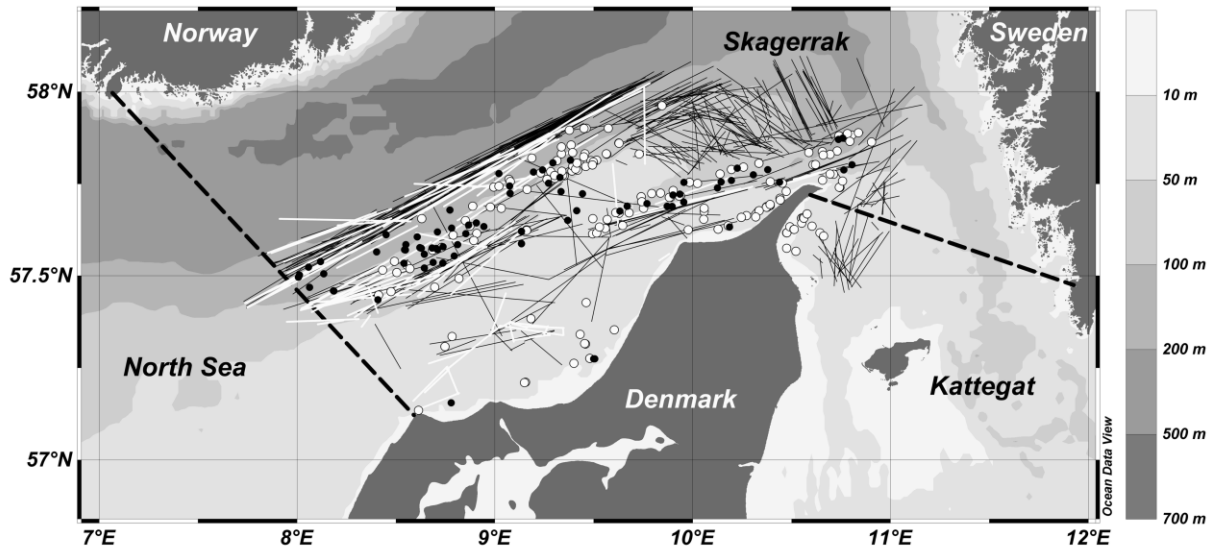 Norway
Skagerrak
Sweden
58°N
57.5°N
57°N
North Sea
Denmark
Kattegat
Ocean Data View
7°E
8°E
9°E
10°E
11°E
12°E
10 m
50 m
100 m
200 m
500 m
700 m